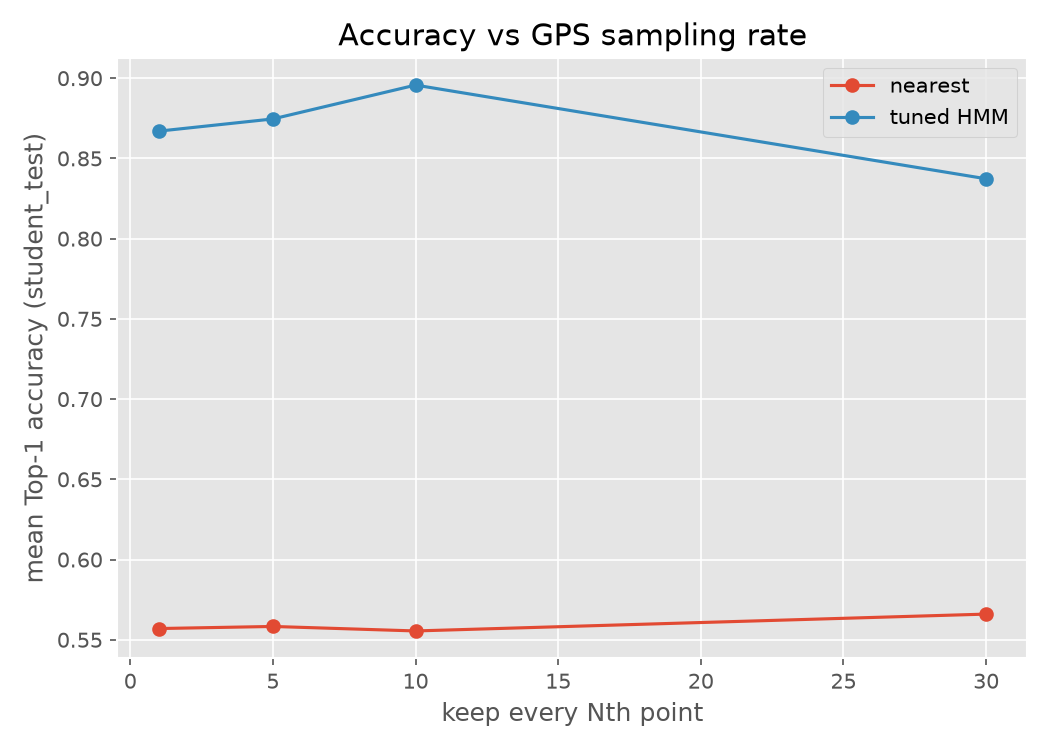 Accuracy vs GPS sampling rate
nearest
tuned HMM
mean Top-1 accuracy (student_test)
0.90
0.85
0.80
0.75
0.70
0.65
0.60
0.55
0 5 10 15 20 25 30
keep every Nth point